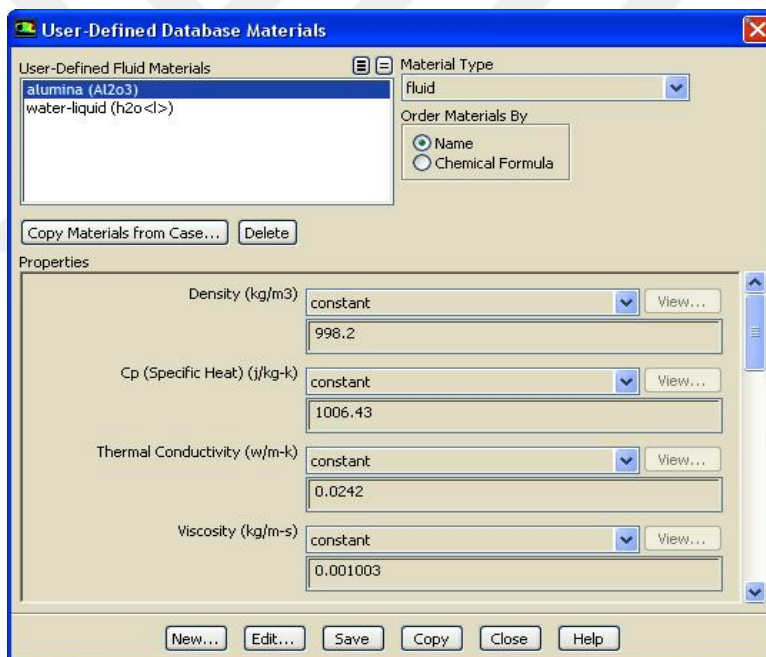 User-Defined Database Materials
User-Defined Fluid Materials
alumina (Al2o3)
water-liquid (h2o<l>)
Material Type
fluid
Order Materials By
Name
Chemical Formula
Copy Materials from Case...
Delete
Properties
Density (kg/m3)
constant
View...
998.2
Cp (Specific Heat) (j/kg-k)
constant
View...
1006.43
Thermal Conductivity (w/m-k)
constant
View...
0.0242
Viscosity (kg/m-s)
constant
View...
0.001003
New... Edit... Save Copy Close Help